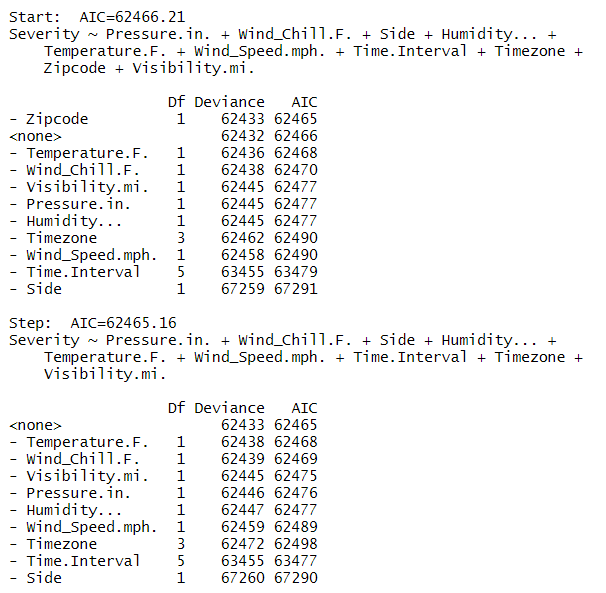 Start:  AIC=62466.21
Severity ~ Pressure.in. + Wind_Chill.F. + Side + Humidity... +
    Temperature.F. + Wind_Speed.mph. + Time.Interval + Timezone +
    Zipcode + Visibility.mi.
                  Df Deviance   AIC
- Zipcode          1    62433 62465
<none>                  62432 62466
- Temperature.F.   1    62436 62468
- Wind_Chill.F.    1    62438 62470
- Visibility.mi.   1    62445 62477
- Pressure.in.     1    62445 62477
- Humidity...      1    62445 62477
- Timezone         3    62462 62490
- Wind_Speed.mph.  1    62458 62490
- Time.Interval    5    63455 63479
- Side             1    67259 67291
Step:  AIC=62465.16
Severity ~ Pressure.in. + Wind_Chill.F. + Side + Humidity... +
    Temperature.F. + Wind_Speed.mph. + Time.Interval + Timezone +
    Visibility.mi.
                  Df Deviance   AIC
<none>                  62433 62465
- Temperature.F.   1    62438 62468
- Wind_Chill.F.    1    62439 62469
- Visibility.mi.   1    62445 62475
- Pressure.in.     1    62446 62476
- Humidity...      1    62447 62477
- Wind_Speed.mph.  1    62459 62489
- Timezone         3    62472 62498
- Time.Interval    5    63455 63477
- Side             1    67260 67290